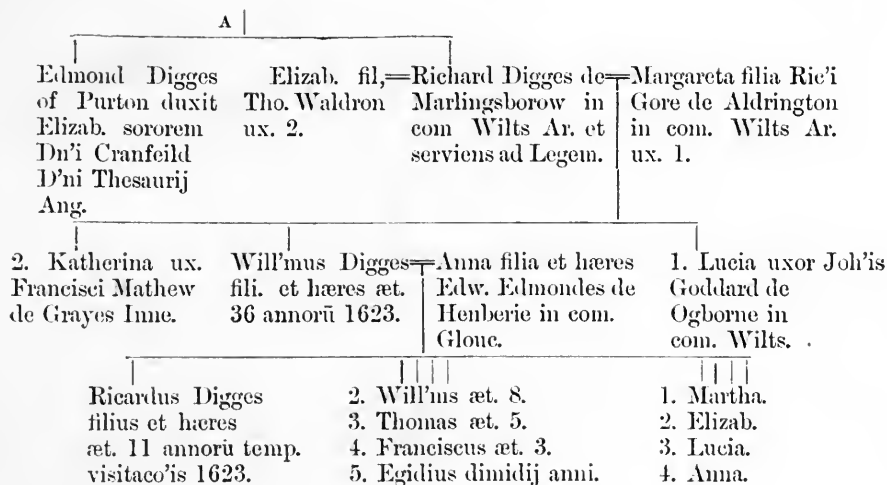 A
Edmond Digges
of Purton duxit
Elizab. sororem
Dn'i Cranfeild
D'ni Thesaurij
Ang.
Elizab. fil,
Tho. Waldron
ux. 2.
Richard Digges de
Marlingsborow in
com Wilts Ar. et
serviens ad Legem.
Margareta filia Ric'i
Gore de Aldrington
in com. Wilts Ar.
ux. 1.
2. Katherina ux.
Francisci Mathew
de Grayes Inne.
Will'mus Digges
fili. et hæres æt.
36 annorū 1623.
Anna filia et hæres
Edw. Edmondes de
Henberie in com.
Glouc.
1. Lucia uxor Joh'is
Goddard de
Ogborne in
com. Wilts.
Ricardus Digges
filius et hæres
æt. 11 annorū temp.
visitaco'is 1623.
2. Will'ms æt. 8.
3. Thomas æt. 5.
4. Franciscus æt. 3.
5. Egidius dimidij anni.
1. Martha.
2. Elizab.
3. Lucia.
4. Anna.